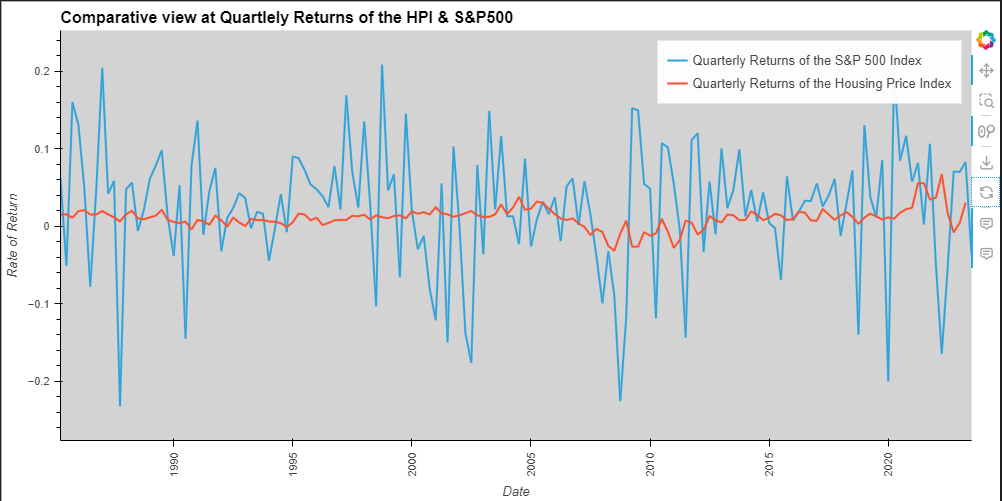 Comparative view at Quartlely Returns of the HPI & S&P500
Quarterly Returns of the S&P 500 Index
Quarterly Returns of the Housing Price Index
Rate of Return
0.2
0.1
0
−0.1
−0.2
1990
1995
2000
2005
2010
2015
2020
Date